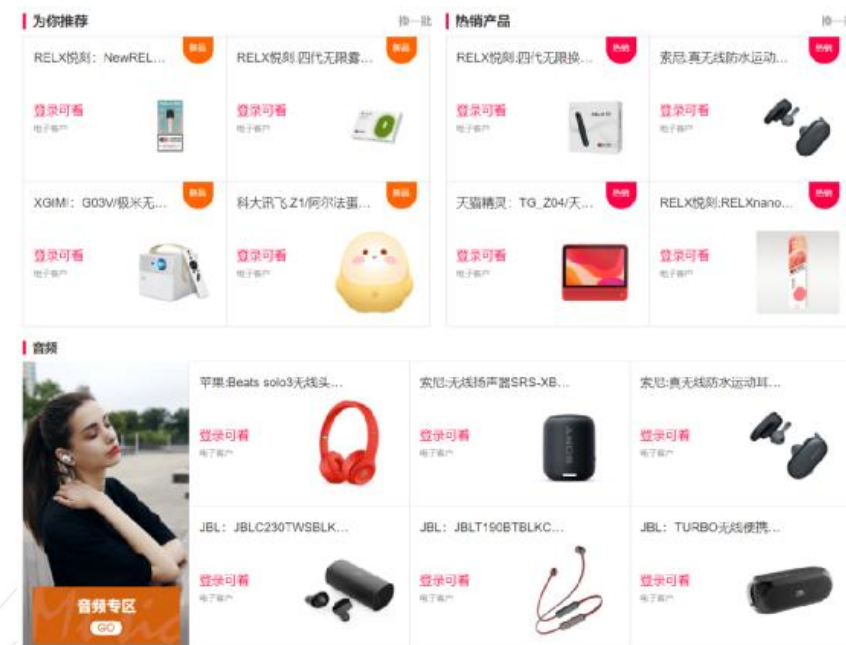 为你推荐
换一批
RELX悦刻：NewREL...
新品
登录可看
电子客户
RELX悦刻:四代无限雾...
新品
登录可看
电子客户
XGIMI：G03V/极米无...
新品
登录可看
电子客户
科大讯飞:Z1/阿尔法蛋...
新品
登录可看
电子客户
热销产品
换一
RELX悦刻:四代无限换...
热销
登录可看
电子客户
索尼:真无线防水运动...
热销
登录可看
电子客户
天猫精灵：TG_Z04/天...
热销
登录可看
电子客户
RELX悦刻:RELXnano...
热销
登录可看
电子客户
音频
音频专区
GO
苹果:Beats solo3无线头...
登录可看
电子客户
索尼:无线扬声器SRS-XB...
登录可看
电子客户
SONY
索尼:真无线防水运动耳...
登录可看
电子客户
JBL：JBLC230TWSBLK...
登录可看
电子客户
JBL：JBLT190BTBLKC...
登录可看
电子客户
JBL：TURBO无线便携...
登录可看
电子客户